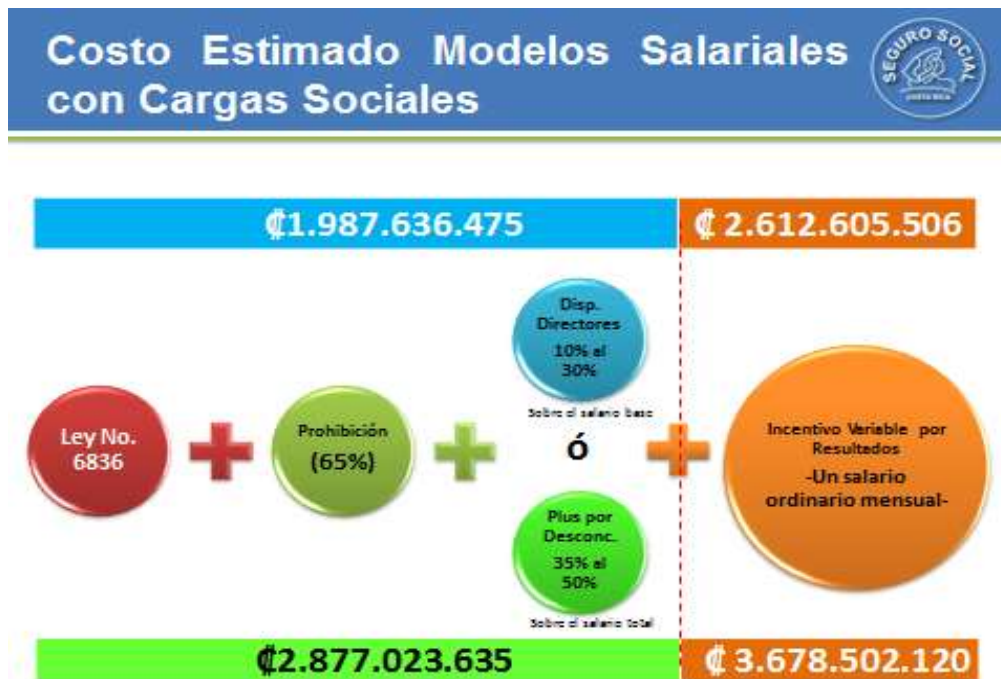 Costo Estimado Modelos Salariales
con Cargas Sociales
SEGURO SOCIAL
COSTA RICA
₡1.987.636.475
₡ 2.612.605.506
Ley No.
6836
Prohibición
(65%)
Disp.
Directores
10% al
30%
Sobre el salario base
ó
Plus por
Desconc.
35% al
50%
Sobre el salario total
Incentivo Variable por
Resultados
-Un salario
ordinario mensual-
₡2.877.023.635
₡ 3.678.502.120